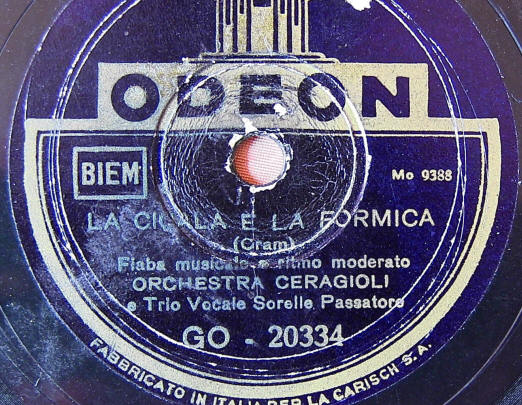 ODEON
BIEM
Mo 9388
LA CICALA E LA FORMICA
(Cram)
Fiaba musicale a ritmo moderato
ORCHESTRA CERAGIOLI
e Trio Vocale Sorelle Passatore
GO - 20334
FABBRICATO IN ITALIA PER LA CARISCH S.A.